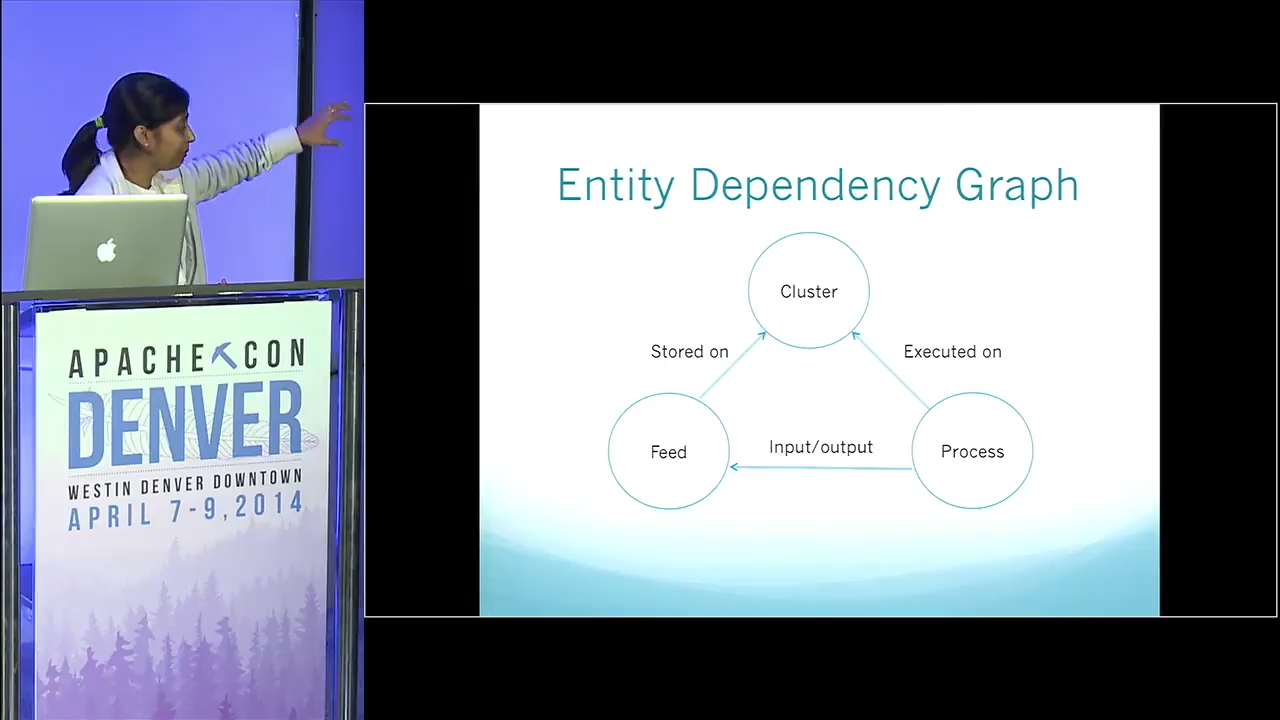 APACHE CON
DENVER
WESTIN DENVER DOWNTOWN
APRIL 7-9, 2014
Entity Dependency Graph
Cluster
Stored on
Executed on
Feed
Input/output
Process